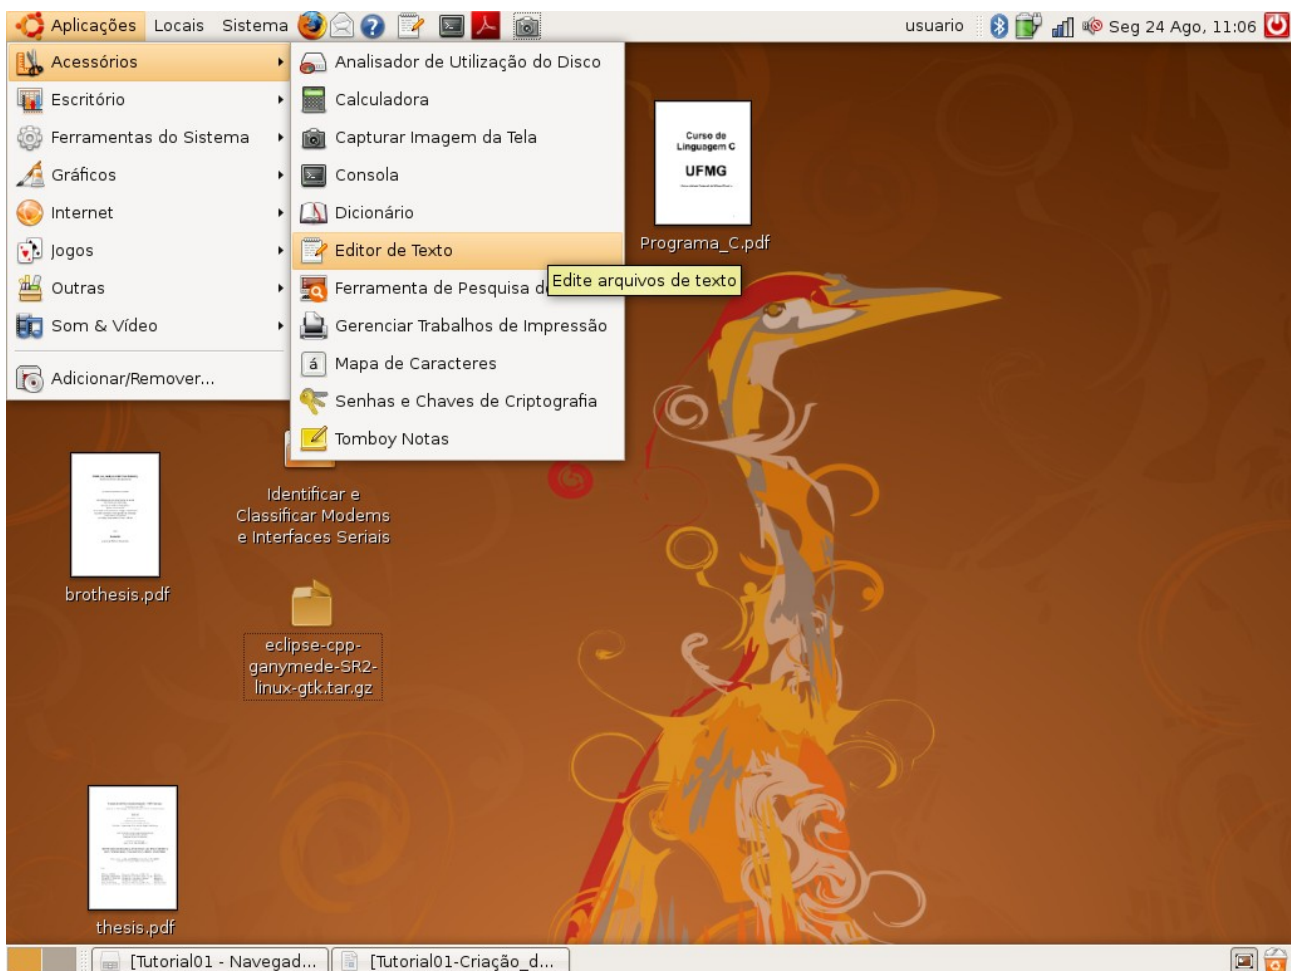 Aplicações Locais Sistema
usuario
Seg 24 Ago, 11:06
Acessórios
Escritório
Ferramentas do Sistema
Gráficos
Internet
Jogos
Outras
Som & Vídeo
Adicionar/Remover...
Analisador de Utilização do Disco
Calculadora
Capturar Imagem da Tela
Consola
Dicionário
Editor de Texto
Edite arquivos de texto
Ferramenta de Pesquisa
Gerenciar Trabalhos de Impressão
á Mapa de Caracteres
Senhas e Chaves de Criptografia
Tomboy Notas
Curso de
Linguagem C
UFMG
Programa_C.pdf
Identificar e
Classificar Modems
e Interfaces Seriais
brothesis.pdf
eclipse-cpp-
ganymede-SR2-
linux-gtk.tar.gz
thesis.pdf
[Tutorial01 - Navegad...
[Tutorial01-Criação_d...